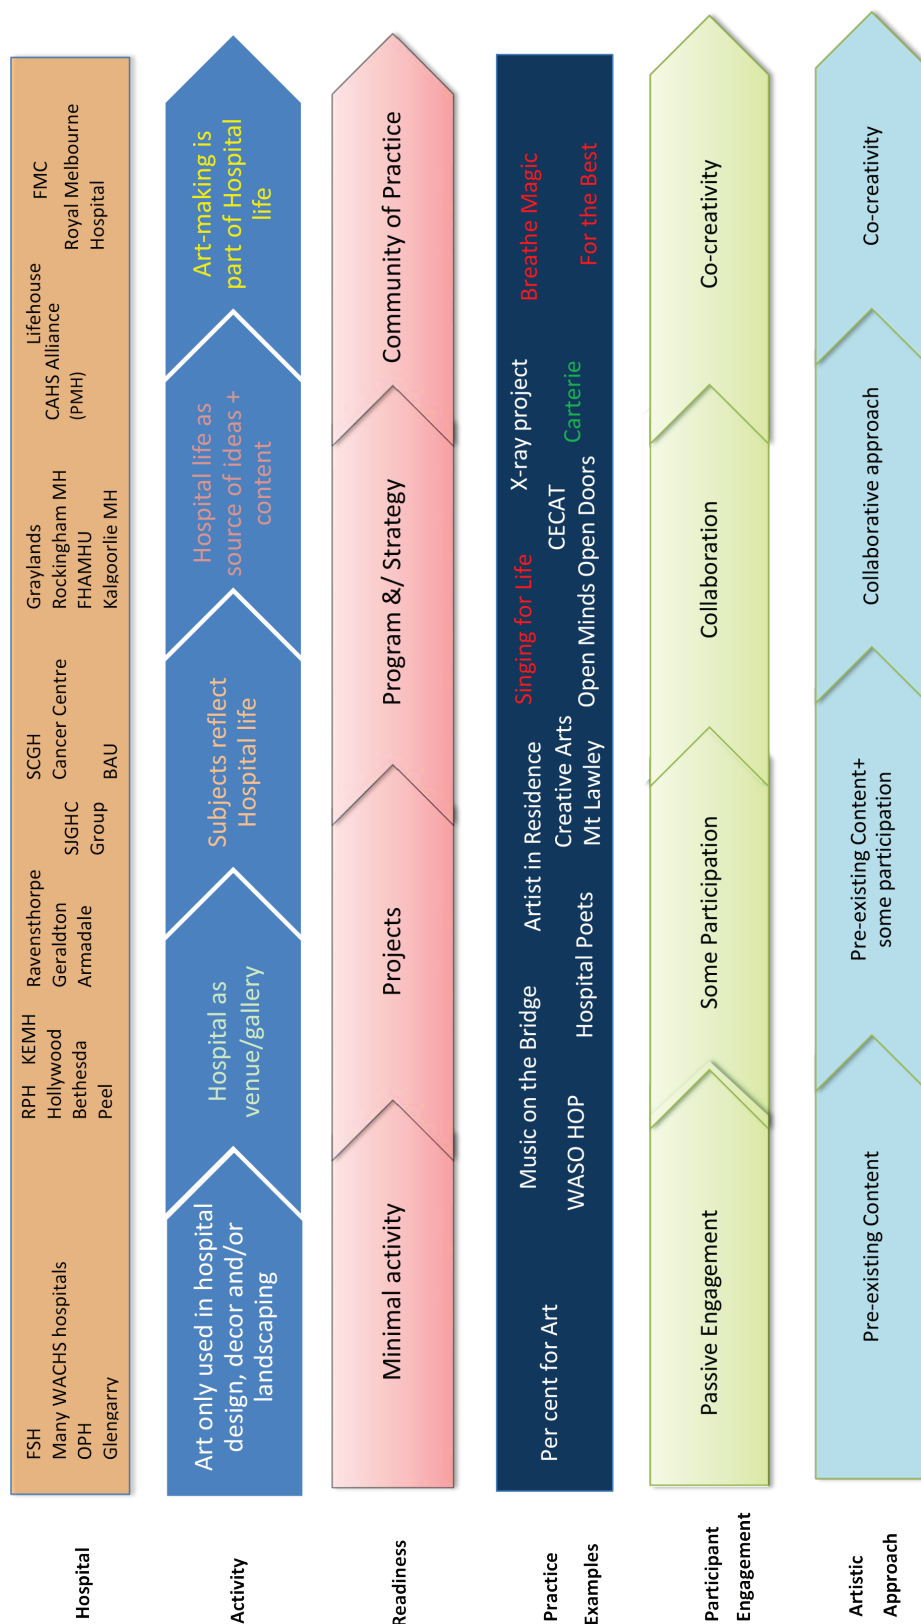 Hospital
FSH
Many WACHS hospitals
OPH
Glengarry
RPH KEMH
Hollywood
Bethesda
Peel
Ravensthorpe
Geraldton
Armadale
SJGHC
Group
SCGH
Cancer Centre
BAU
Graylands
Rockingham MH
FHAMHU
Kalgoorlie MH
Lifehouse
CAHS Alliance
(PMH)
FMC
Royal Melbourne
Hospital
Activity
Art only used in hospital
design, decor and/or
landscaping
Hospital as
venue/gallery
Subjects reflect
Hospital life
Hospital life as
source of ideas +
content
Art-making is
part of Hospital
life
Readiness
Minimal activity
Projects
Program &/ Strategy
Community of Practice
Practice
Examples
Per cent for Art
Music on the Bridge
WASO HOP
Artist in Residence
Hospital Poets
Creative Arts
Mt Lawley
Singing for Life
X-ray project
CECAT
Open Minds Open Doors
Carterie
Breathe Magic
For the Best
Participant
Engagement
Passive Engagement
Some Participation
Collaboration
Co-creativity
Artistic
Approach
Pre-existing Content
Pre-existing Content+
some participation
Collaborative approach
Co-creativity